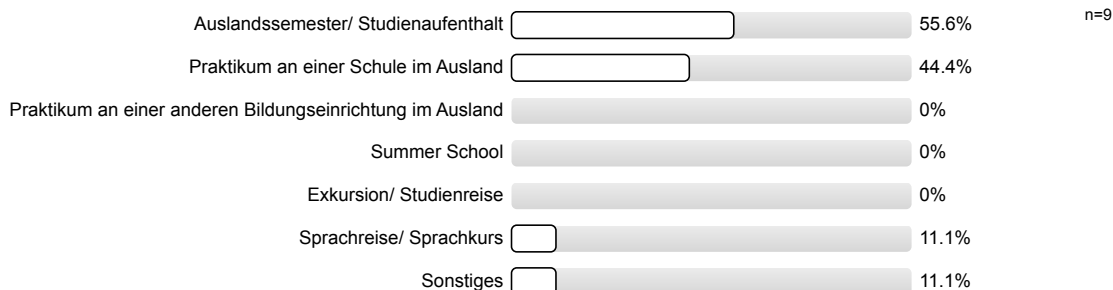 Auslandssemester/ Studienaufenthalt 55.6% n=9
Praktikum an einer Schule im Ausland 44.4%
Praktikum an einer anderen Bildungseinrichtung im Ausland 0%
Summer School 0%
Exkursion/ Studienreise 0%
Sprachreise/ Sprachkurs 11.1%
Sonstiges 11.1%